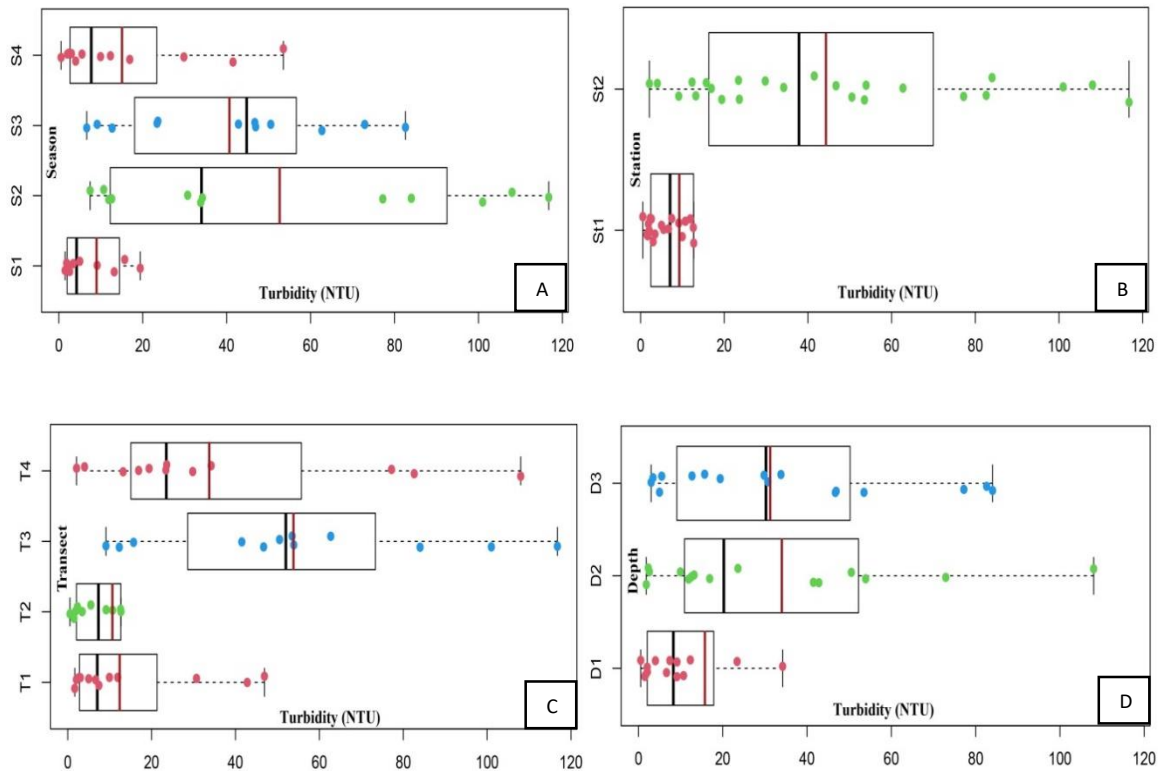 S4
S3
S2
S1
Season
Turbidity (NTU)
A
0 20 40 60 80 100 120
St2
St1
Station
Turbidity (NTU)
B
0 20 40 60 80 100 120
T4
T3
T2
T1
Transect
Turbidity (NTU)
C
0 20 40 60 80 100 120
D3
D2
D1
Depth
Turbidity (NTU)
D
0 20 40 60 80 100 120